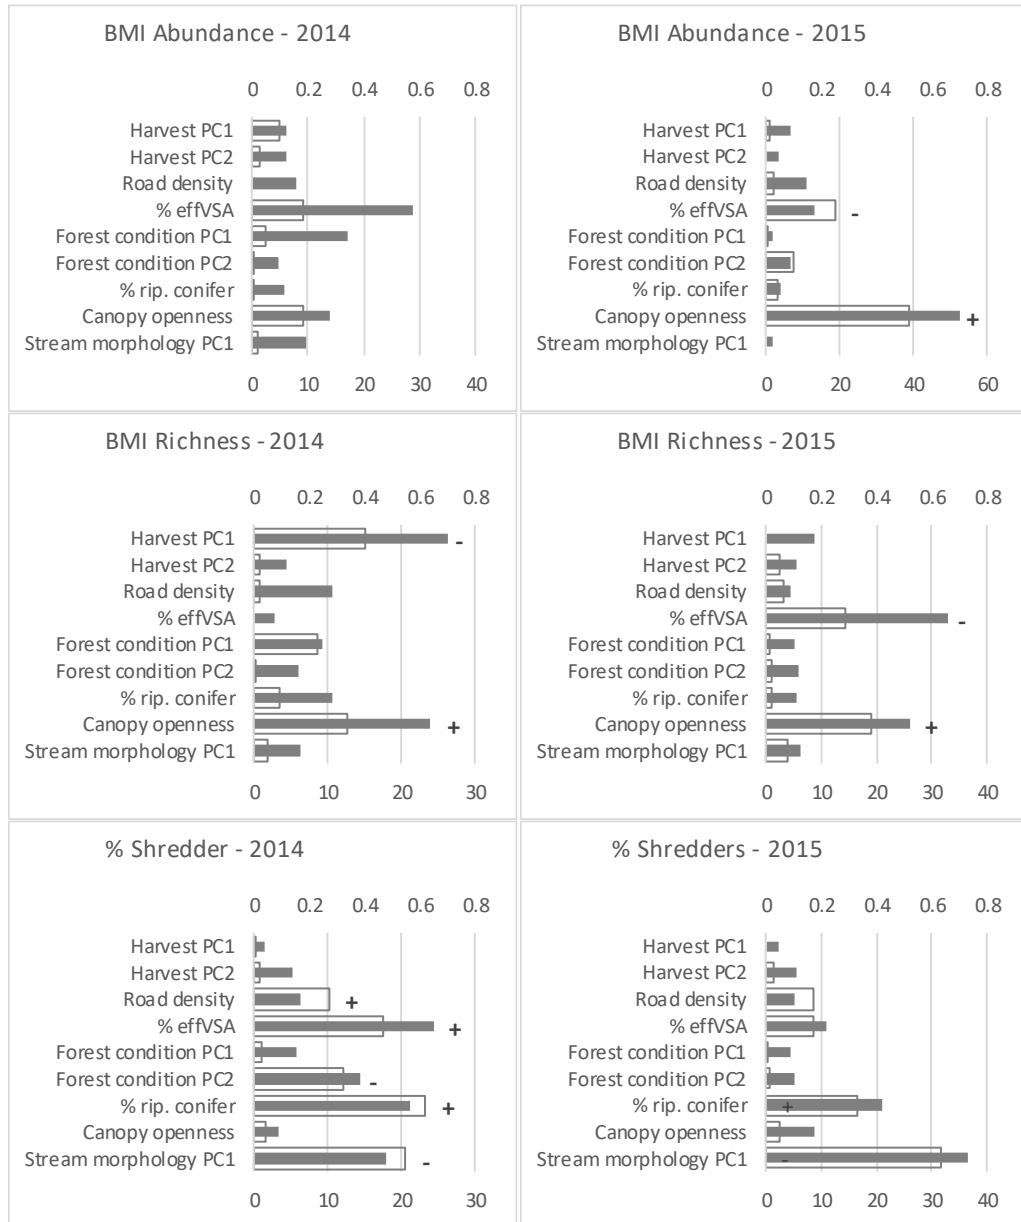 BMI Abundance - 2014
0 0.2 0.4 0.6 0.8
Harvest PC1
Harvest PC2
Road density
% effVSA
Forest condition PC1
Forest condition PC2
% rip. conifer
Canopy openness
Stream morphology PC1
0 10 20 30 40
BMI Abundance - 2015
0 0.2 0.4 0.6 0.8
Harvest PC1
Harvest PC2
Road density
% effVSA -
Forest condition PC1
Forest condition PC2
% rip. conifer
Canopy openness +
Stream morphology PC1
0 20 40 60
BMI Richness - 2014
0 0.2 0.4 0.6 0.8
Harvest PC1 -
Harvest PC2
Road density
% effVSA
Forest condition PC1
Forest condition PC2
% rip. conifer
Canopy openness +
Stream morphology PC1
0 10 20 30
BMI Richness - 2015
0 0.2 0.4 0.6 0.8
Harvest PC1
Harvest PC2
Road density
% effVSA -
Forest condition PC1
Forest condition PC2
% rip. conifer
Canopy openness +
Stream morphology PC1
0 10 20 30 40
% Shredder - 2014
0 0.2 0.4 0.6 0.8
Harvest PC1
Harvest PC2
Road density +
% effVSA +
Forest condition PC1
Forest condition PC2 -
% rip. conifer +
Canopy openness
Stream morphology PC1 -
0 10 20 30
% Shredders - 2015
0 0.2 0.4 0.6 0.8
Harvest PC1
Harvest PC2
Road density
% effVSA
Forest condition PC1
Forest condition PC2
% rip. conifer +
Canopy openness
Stream morphology PC1 -
0 10 20 30 40